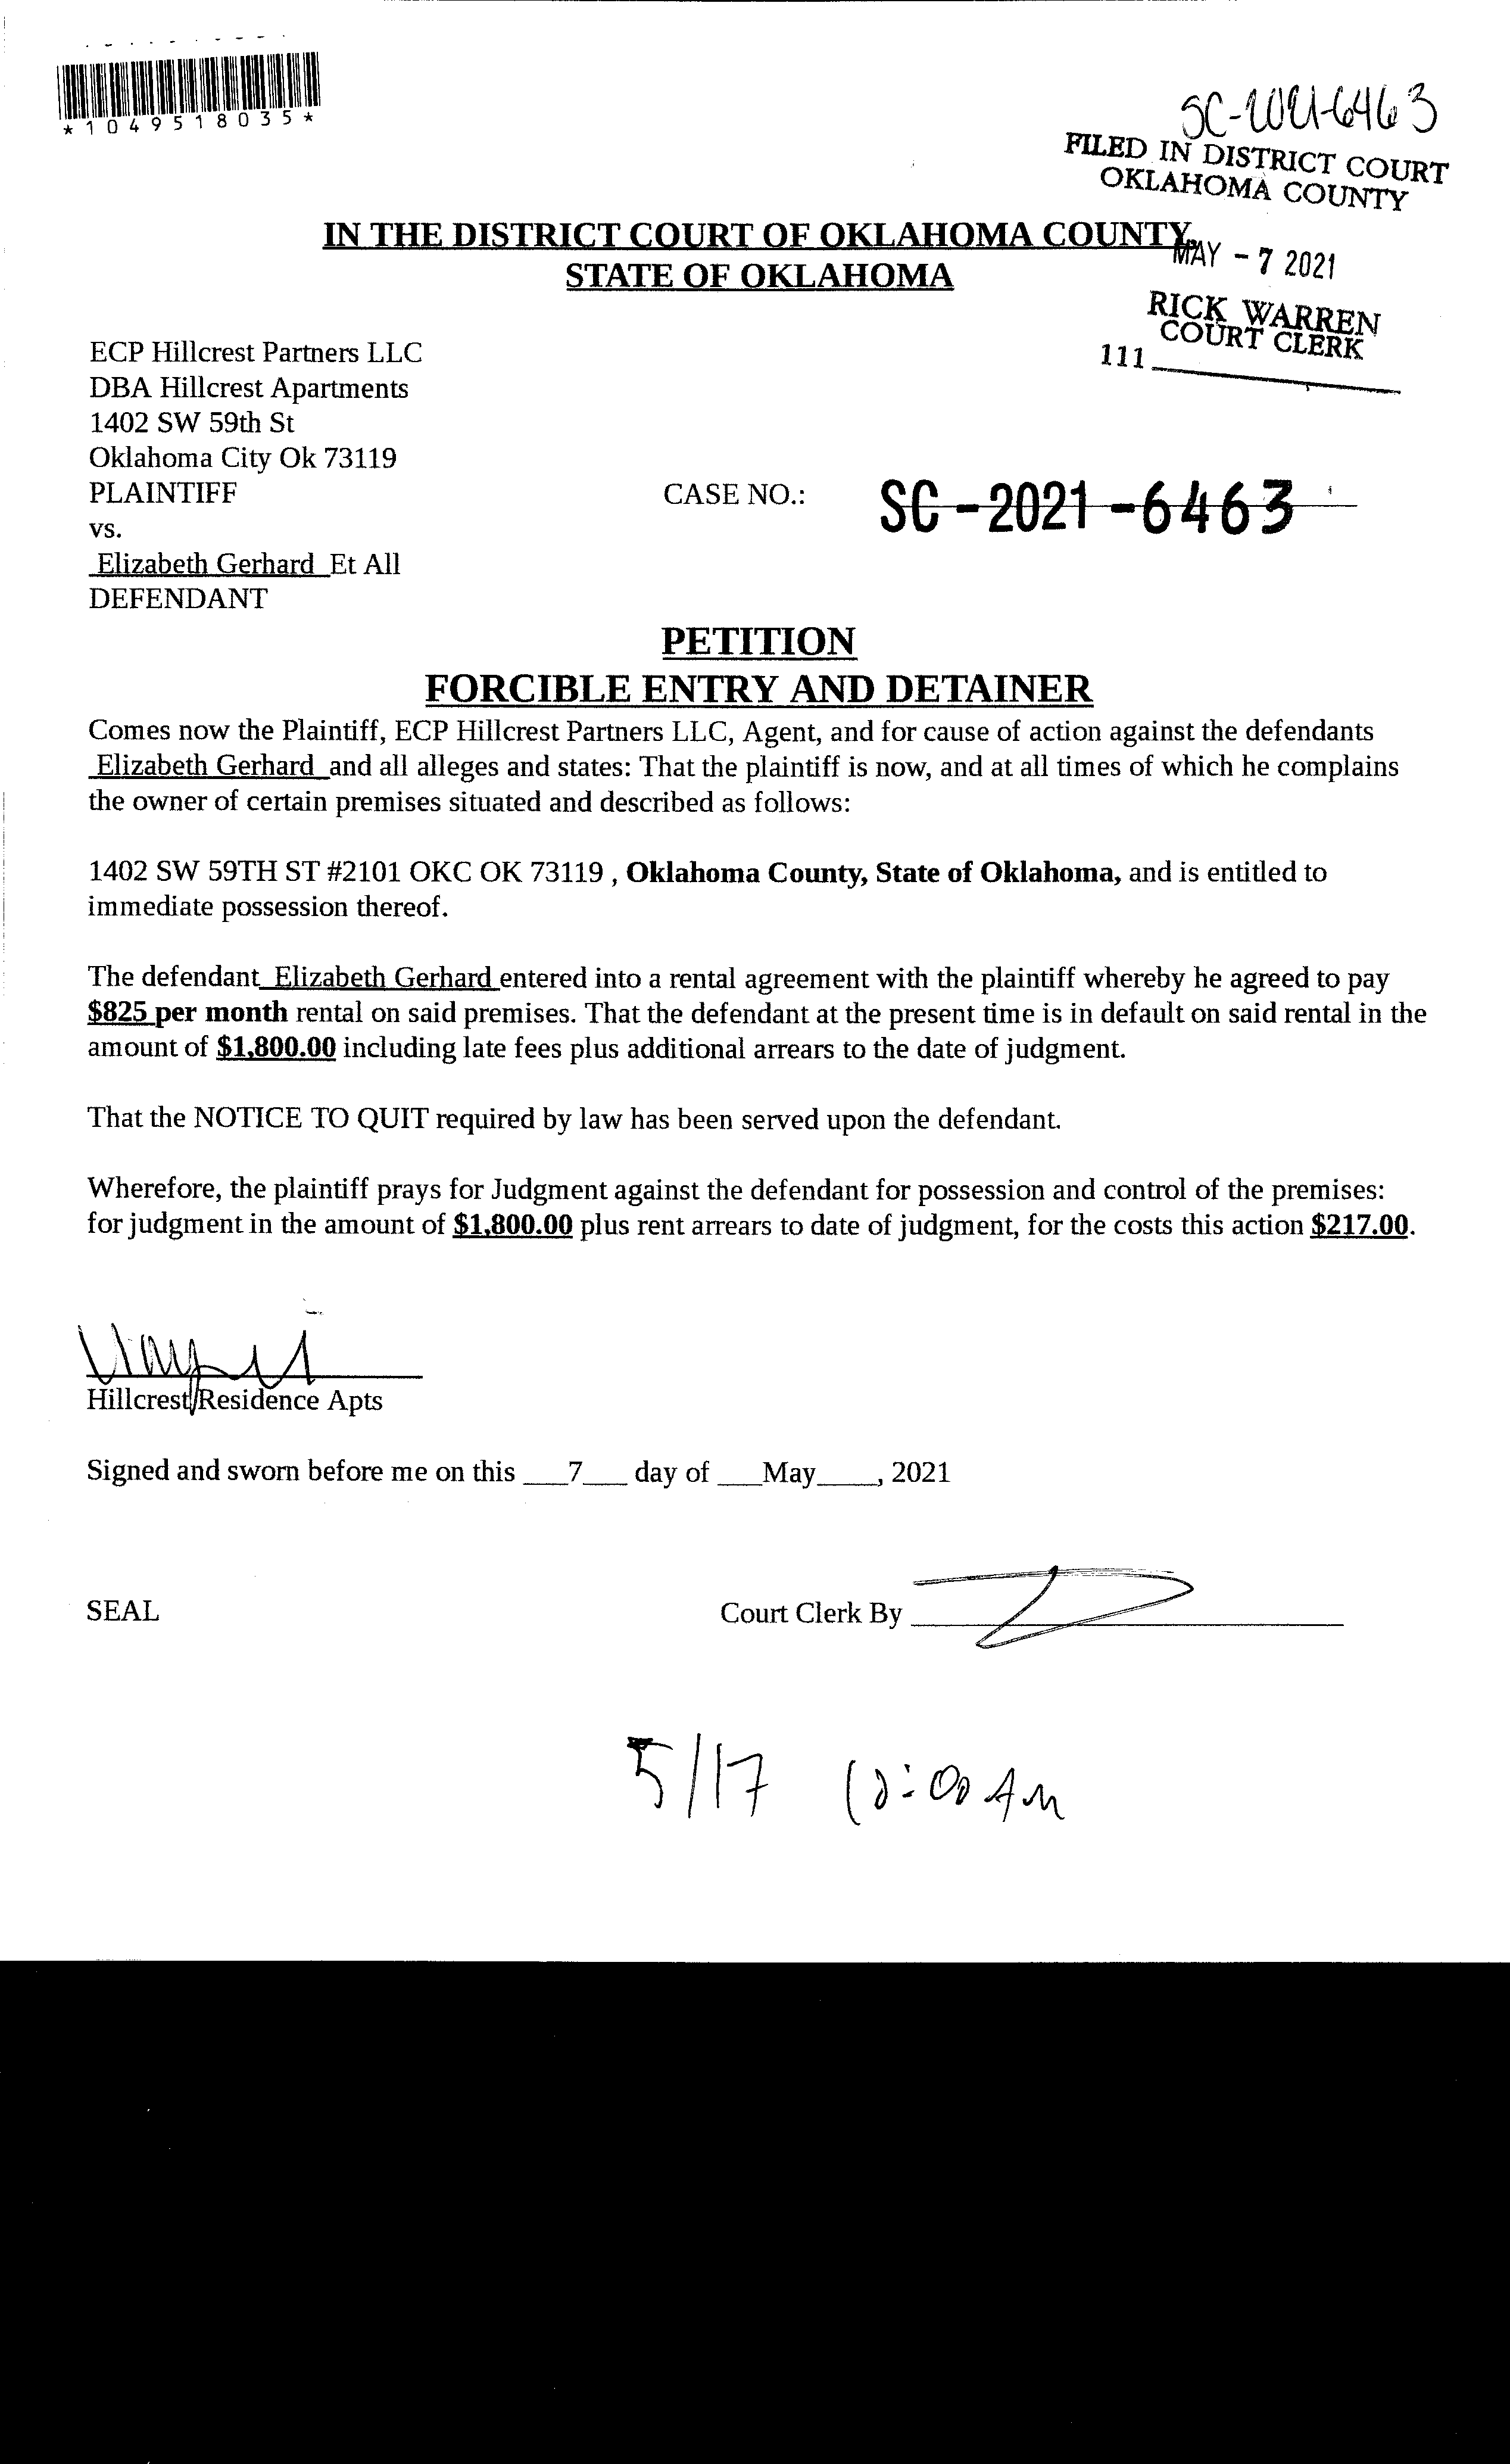 *1049518035*
SC-2021-6463
FILED IN DISTRICT COURT
OKLAHOMA COUNTY
IN THE DISTRICT COURT OF OKLAHOMA COUNTY,
STATE OF OKLAHOMA
MAY - 7 2021
RICK WARREN
COURT CLERK
111
ECP Hillcrest Partners LLC
DBA Hillcrest Apartments
1402 SW 59th St
Oklahoma City Ok 73119
PLAINTIFF
CASE NO.: SC-2021-6463
vs.
Elizabeth Gerhard Et All
DEFENDANT
PETITION
FORCIBLE ENTRY AND DETAINER
Comes now the Plaintiff, ECP Hillcrest Partners LLC, Agent, and for cause of action against the defendants
Elizabeth Gerhard and all alleges and states: That the plaintiff is now, and at all times of which he complains
the owner of certain premises situated and described as follows:
1402 SW 59TH ST #2101 OKC OK 73119 , Oklahoma County, State of Oklahoma, and is entitled to
immediate possession thereof.
The defendant Elizabeth Gerhard entered into a rental agreement with the plaintiff whereby he agreed to pay
$825 per month rental on said premises. That the defendant at the present time is in default on said rental in the
amount of $1,800.00 including late fees plus additional arrears to the date of judgment.
That the NOTICE TO QUIT required by law has been served upon the defendant.
Wherefore, the plaintiff prays for Judgment against the defendant for possession and control of the premises:
for judgment in the amount of $1,800.00 plus rent arrears to date of judgment, for the costs this action $217.00.
Hillcrest/Residence Apts
Signed and sworn before me on this ___7___ day of ___May____, 2021
SEAL
Court Clerk By
5/17 10:00 AM